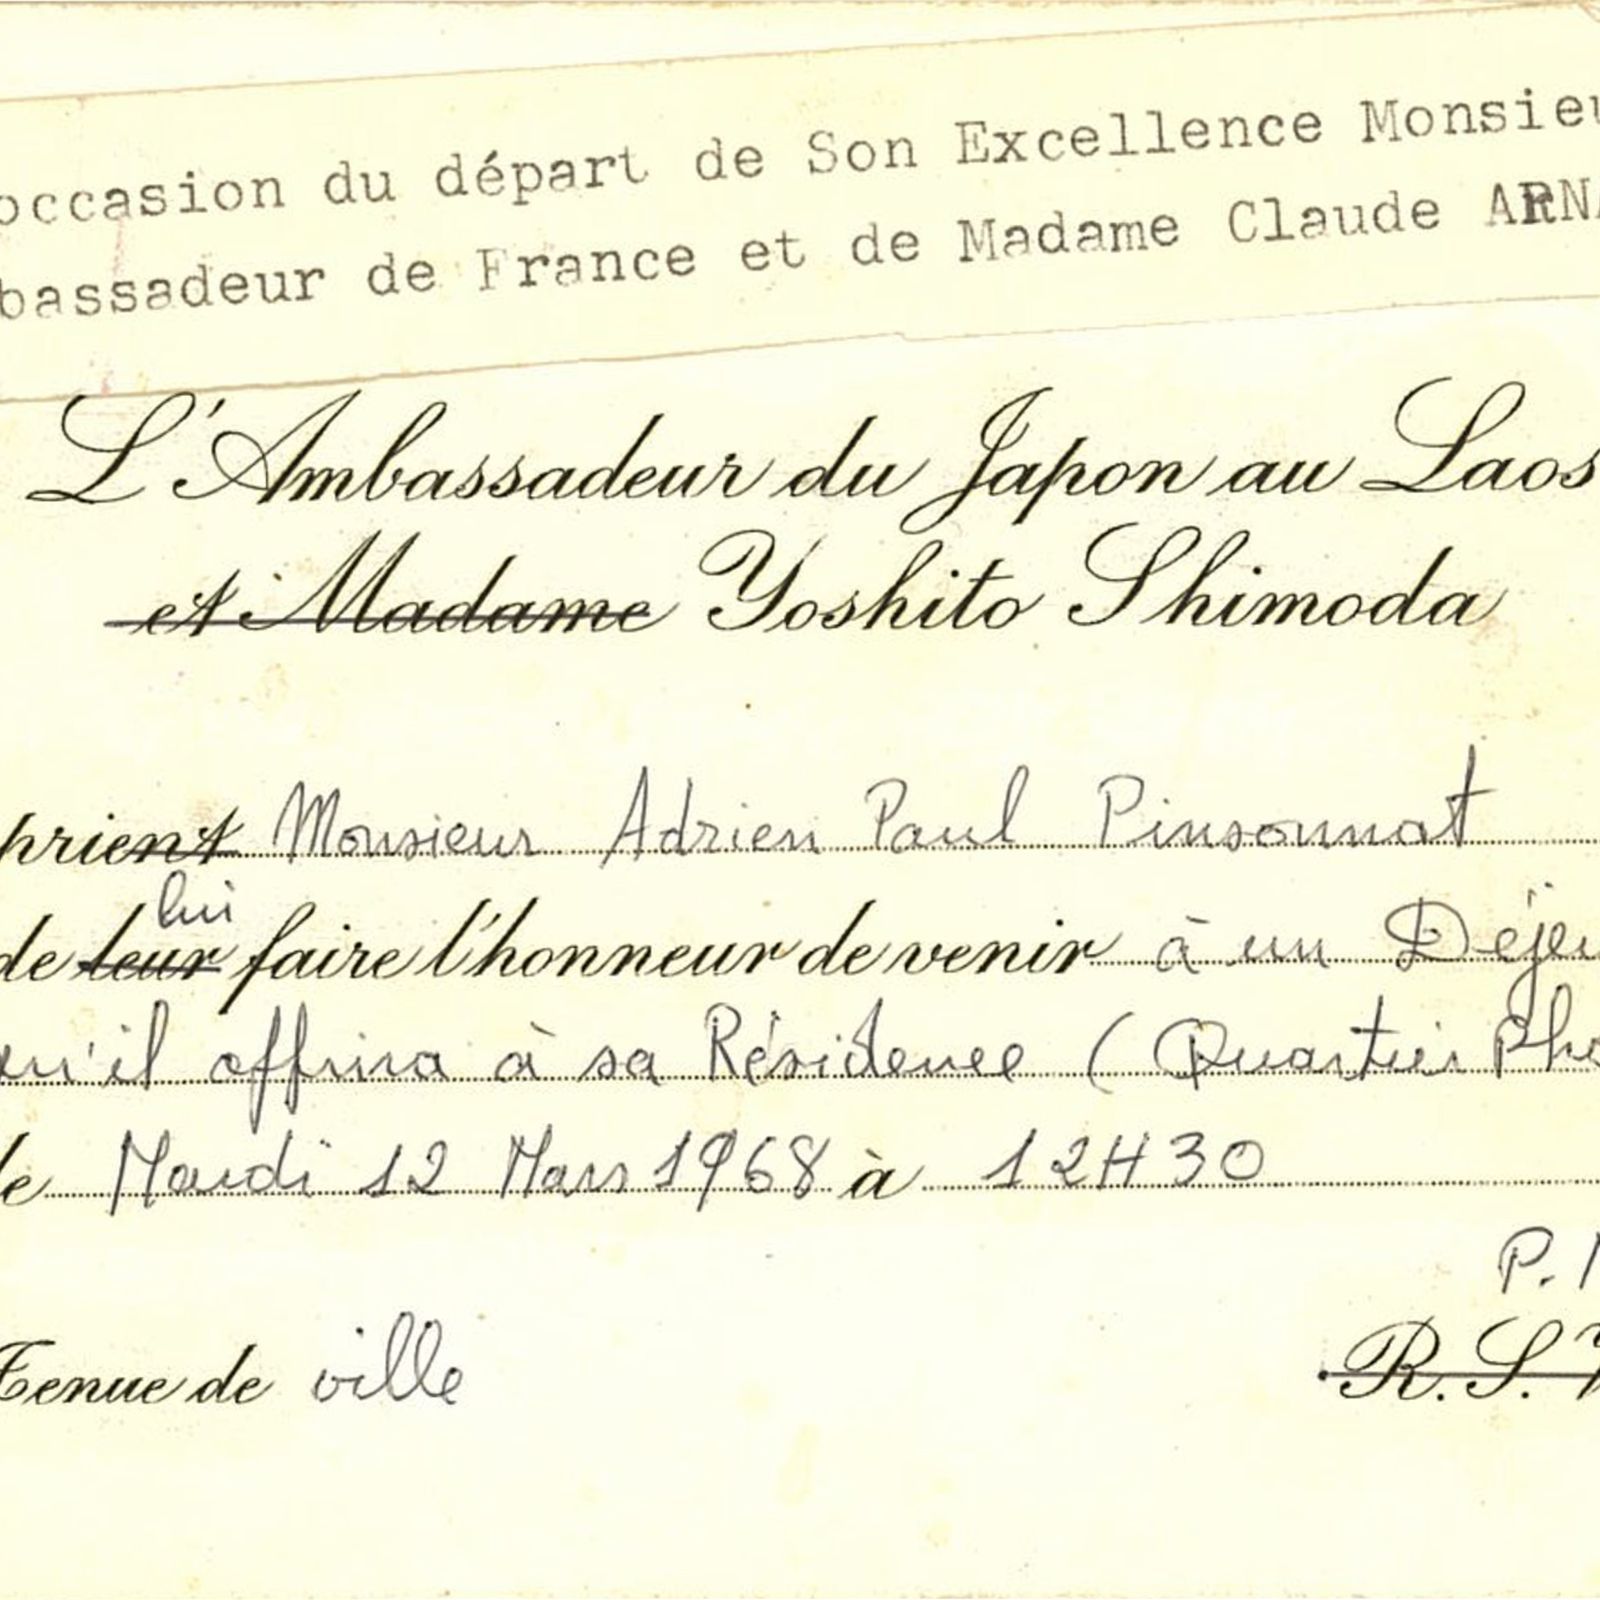 occasion du départ de Son Excellence Monsieu
bassadeur de France et de Madame Claude ARNA
L'Ambassadeur du Japon au Laos
et Madame Yoshito Shimoda
prient Monsieur Adrien Paul Pinsonnat
lui
de leur faire l'honneur de venir à un Déjeu
qu'il offrira à sa Résidence (Quartier Pho
le Mardi 12 Mars 1968 à 12H30
P.
Tenue de ville R.S.V